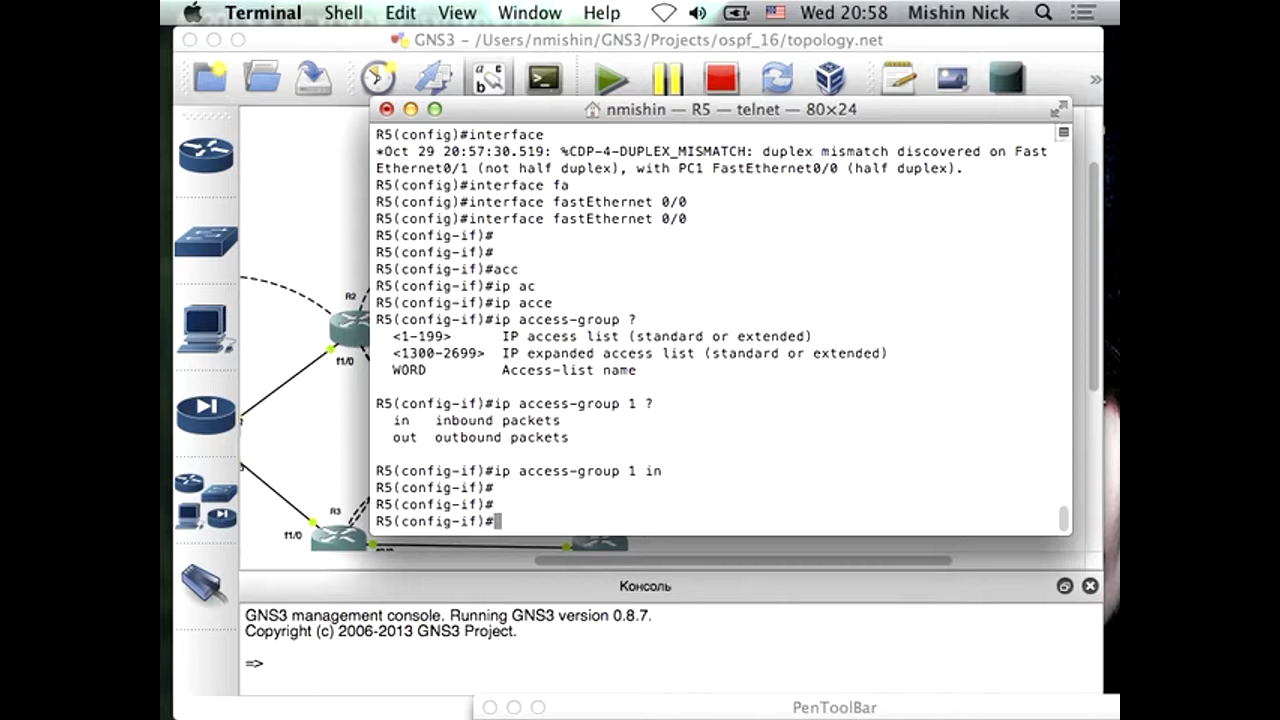 Terminal Shell Edit View Window Help Wed 20:58 Mishin Nick
GNS3 – /Users/nmishin/GNS3/Projects/ospf_16/topology.net
nmishin — R5 — telnet — 80×24
R5(config)#interface
*Oct 29 20:57:30.519: %CDP-4-DUPLEX_MISMATCH: duplex mismatch discovered on Fast
Ethernet0/1 (not half duplex), with PC1 FastEthernet0/0 (half duplex).
R5(config)#interface fa
R5(config)#interface fastEthernet 0/0
R5(config)#interface fastEthernet 0/0
R5(config-if)#
R5(config-if)#
R5(config-if)#acc
R5(config-if)#ip ac
R5(config-if)#ip acce
R5(config-if)#ip access-group ?
<1-199> IP access list (standard or extended)
<1300-2699> IP expanded access list (standard or extended)
WORD Access-list name
R5(config-if)#ip access-group 1 ?
in inbound packets
out outbound packets
R5(config-if)#ip access-group 1 in
R5(config-if)#
R5(config-if)#
R5(config-if)#
R2
f1/0
R3
f1/0
Консоль
GNS3 management console. Running GNS3 version 0.8.7.
Copyright (c) 2006-2013 GNS3 Project.
=>
PenToolBar